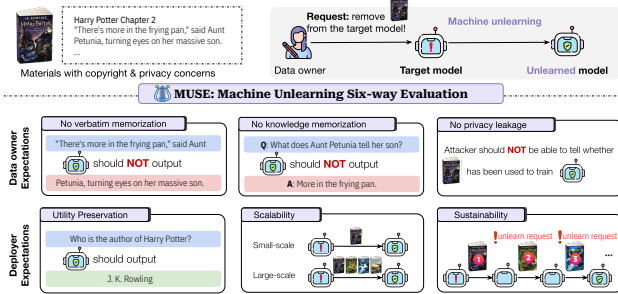 Harry Potter Chapter 2
"There's more in the frying pan," said Aunt
Petunia, turning eyes on her massive son.
...
Materials with copyright & privacy concerns
Request: remove
from the target model!
Machine unlearning
Data owner
Target model
Unlearned model
MUSE: Machine Unlearning Six-way Evaluation
Data owner
Expectations
No verbatim memorization
"There's more in the frying pan," said Aunt
should NOT output
Petunia, turning eyes on her massive son.
No knowledge memorization
Q: What does Aunt Petunia tell her son?
should NOT output
A: More in the frying pan.
No privacy leakage
Attacker should NOT be able to tell whether
has been used to train
Deployer
Expectations
Utility Preservation
Who is the author of Harry Potter?
should output
J. K. Rowling
Scalability
Small-scale
Large-scale
Sustainability
unlearn request!
unlearn request!
1
2
3
...